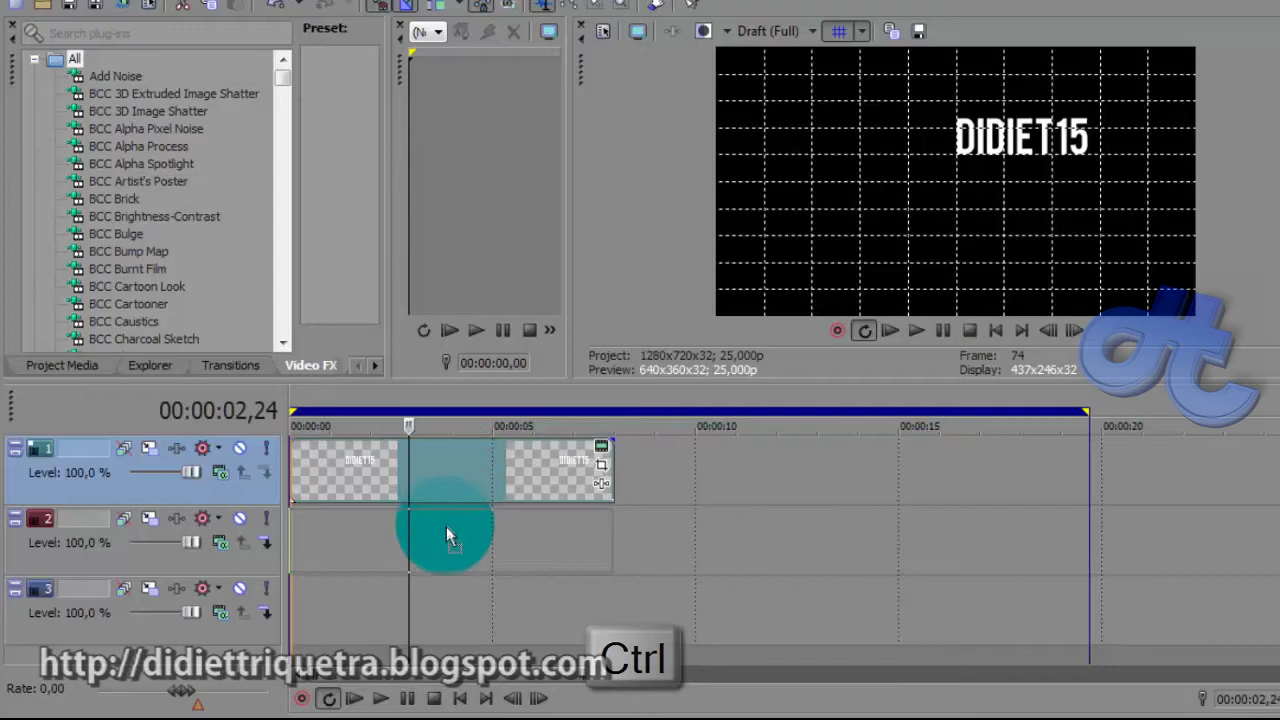 Search plug-ins
All
Add Noise
BCC 3D Extruded Image Shatter
BCC 3D Image Shatter
BCC Alpha Pixel Noise
BCC Alpha Process
BCC Alpha Spotlight
BCC Artist's Poster
BCC Brick
BCC Brightness-Contrast
BCC Bulge
BCC Bump Map
BCC Burnt Film
BCC Cartoon Look
BCC Cartooner
BCC Caustics
BCC Charcoal Sketch
Preset:
Project Media Explorer Transitions Video FX
00:00:00,00
Draft (Full)
DIDIET15
Project: 1280x720x32; 25,000p
Preview: 640x360x32; 25,000p
Frame: 74
Display: 437x246x32
dt
00:00:02,24
00:00:00 00:00:05 00:00:10 00:00:15 00:00:20
1
Level: 100,0 %
DIDIET15 DIDIET15
2
Level: 100,0 %
3
Level: 100,0 %
http://didiettriquetra.blogspot.com
Ctrl
Rate: 0,00
00:00:02,24